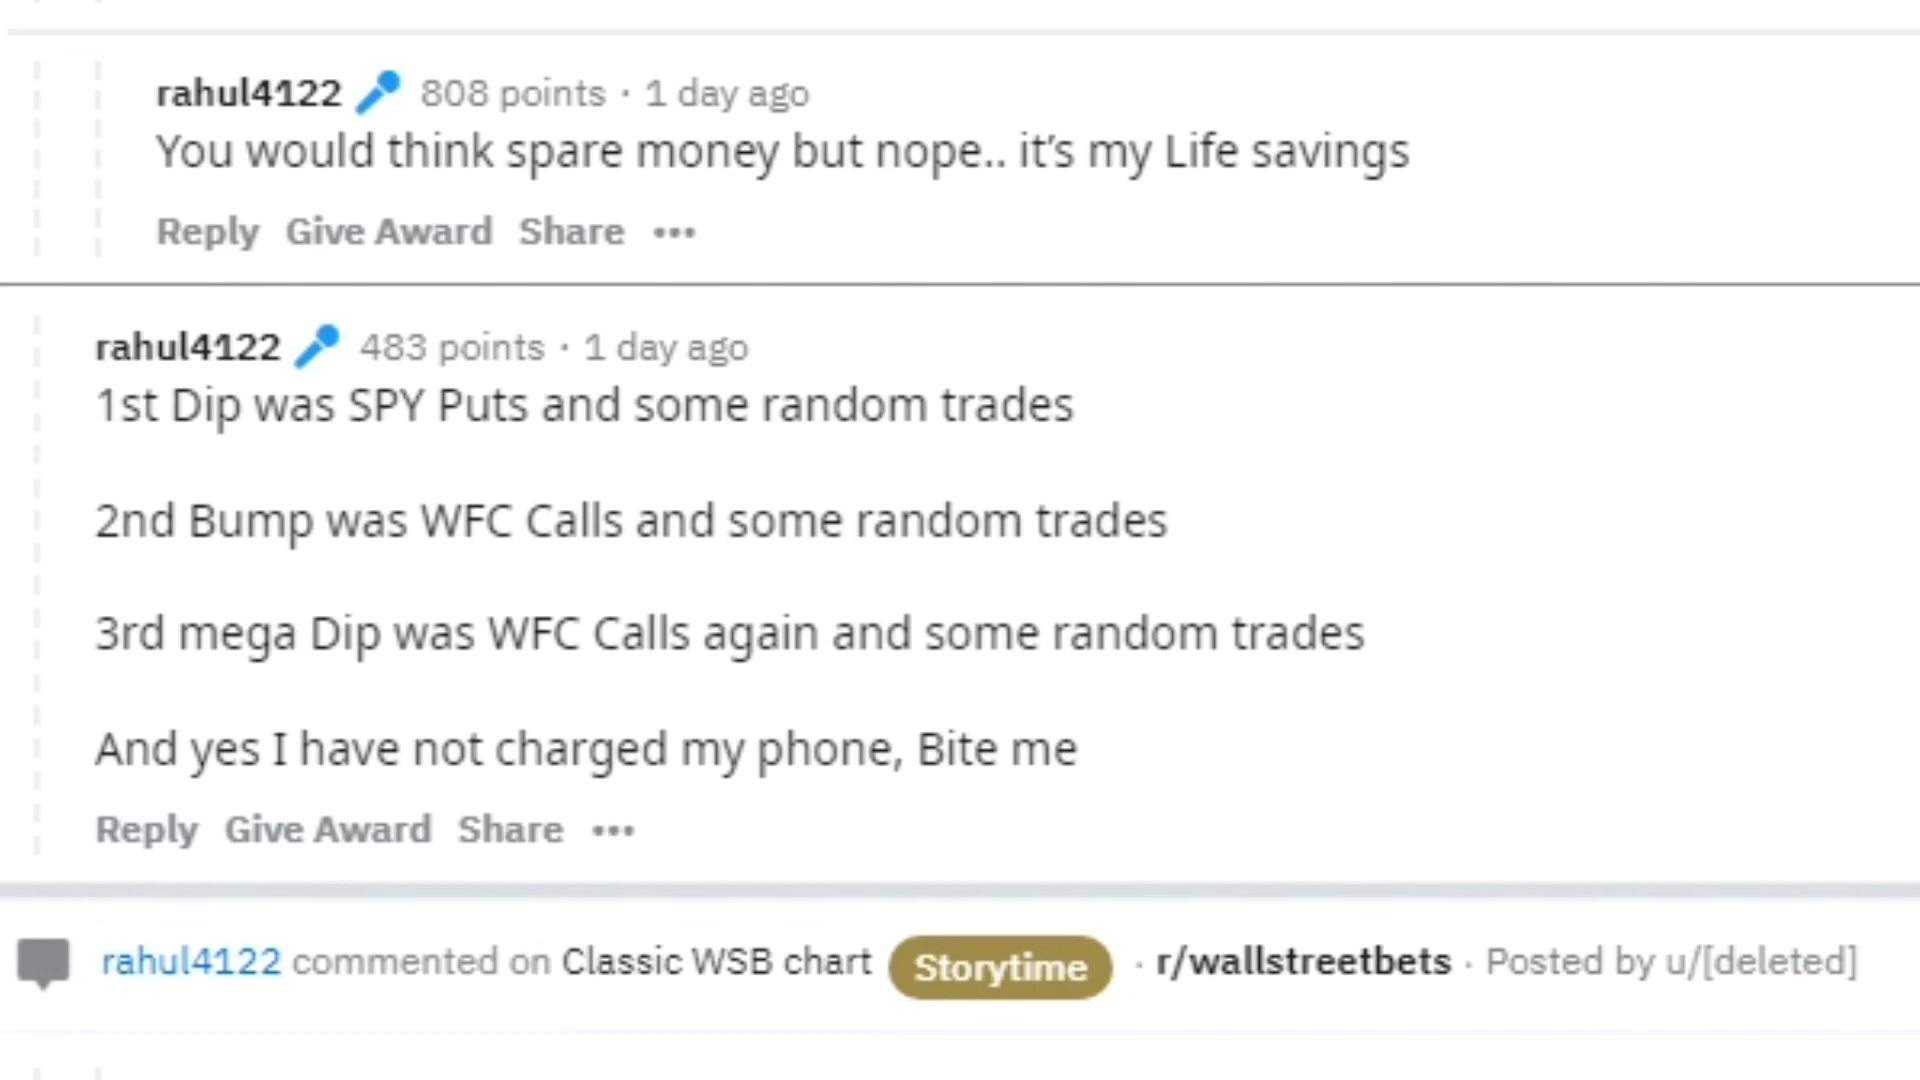 rahul4122 808 points · 1 day ago
You would think spare money but nope.. it's my Life savings
Reply Give Award Share •••
rahul4122 483 points · 1 day ago
1st Dip was SPY Puts and some random trades
2nd Bump was WFC Calls and some random trades
3rd mega Dip was WFC Calls again and some random trades
And yes I have not charged my phone, Bite me
Reply Give Award Share •••
rahul4122 commented on Classic WSB chart Storytime · r/wallstreetbets · Posted by u/[deleted]